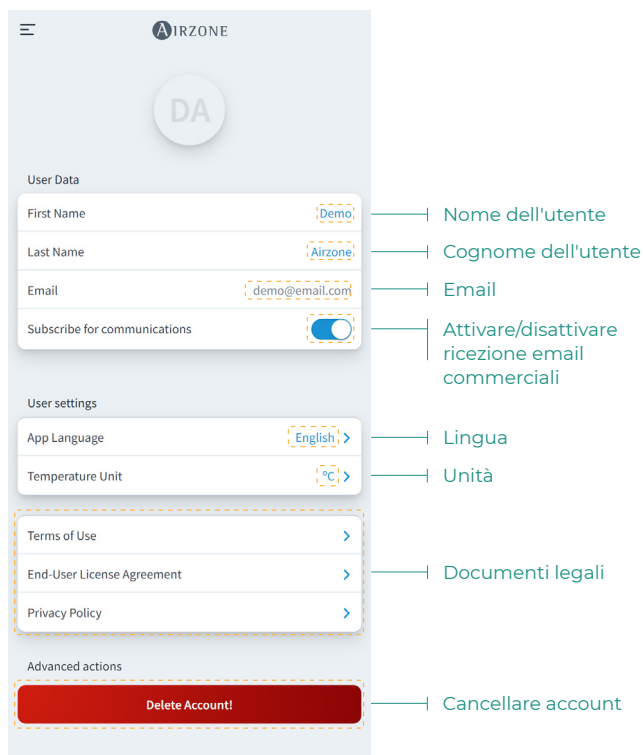 AIRZONE
DA
User Data
First Name Demo
Nome dell'utente
Last Name Airzone
Cognome dell'utente
Email demo@email.com
Email
Subscribe for communications
Attivare/disattivare
ricezione email
commerciali
User settings
App Language English
Lingua
Temperature Unit ºC
Unità
Terms of Use
End-User License Agreement
Documenti legali
Privacy Policy
Advanced actions
Delete Account!
Cancellare account